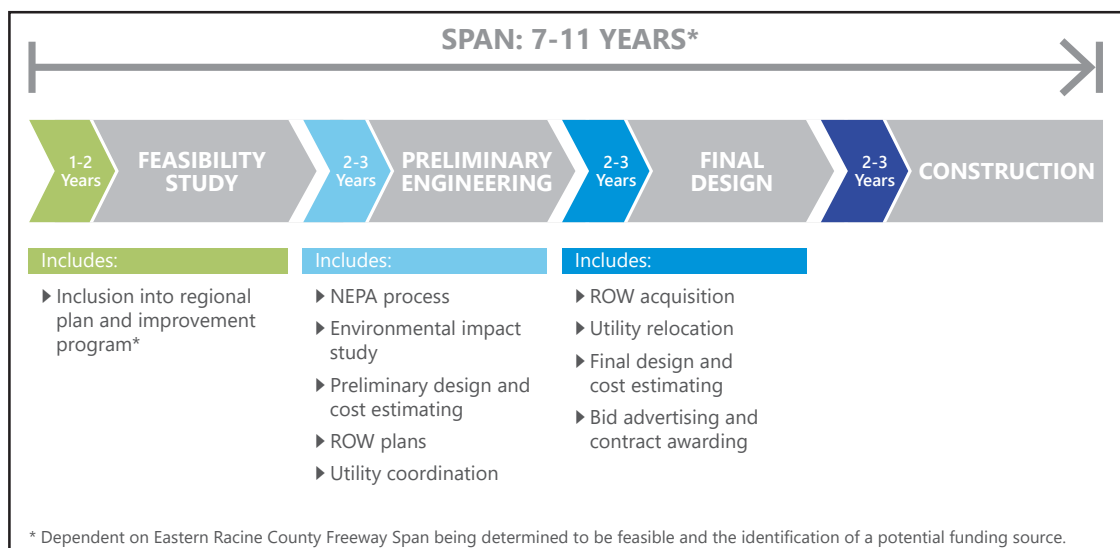 SPAN: 7-11 YEARS*
1-2
Years
FEASIBILITY
STUDY
2-3
Years
PRELIMINARY
ENGINEERING
2-3
Years
FINAL
DESIGN
2-3
Years
CONSTRUCTION
Includes:
Inclusion into regional
plan and improvement
program*
Includes:
NEPA process
Environmental impact
study
Preliminary design and
cost estimating
ROW plans
Utility coordination
Includes:
ROW acquisition
Utility relocation
Final design and
cost estimating
Bid advertising and
contract awarding
* Dependent on Eastern Racine County Freeway Span being determined to be feasible and the identification of a potential funding source.